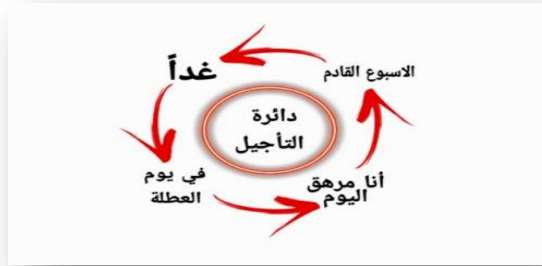 غداً
الاسبوع القادم
دائرة
التأجيل
في يوم
العطلة
أنا مرهق
اليوم